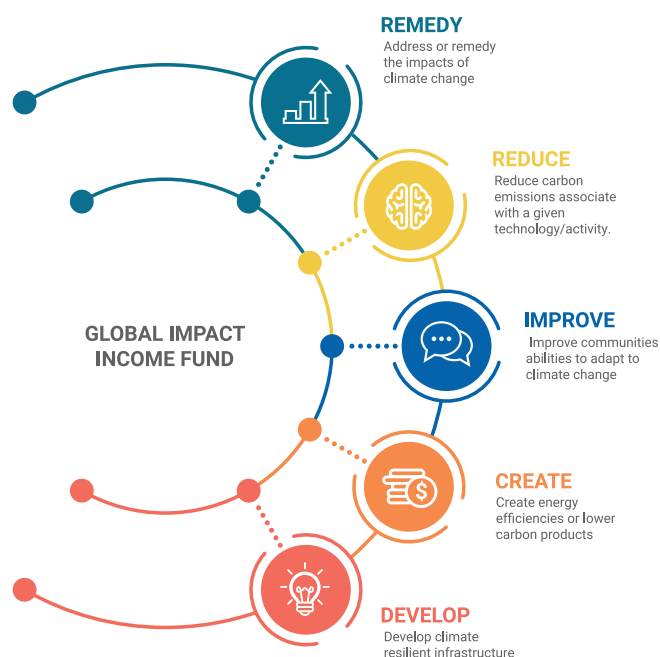 REMEDY
Address or remedy
the impacts of
climate change
REDUCE
Reduce carbon
emissions associate
with a given
technology/activity.
GLOBAL IMPACT
INCOME FUND
IMPROVE
Improve communities
abilities to adapt to
climate change
CREATE
Create energy
efficiencies or lower
carbon products
$
DEVELOP
Develop climate
resilient infrastructure